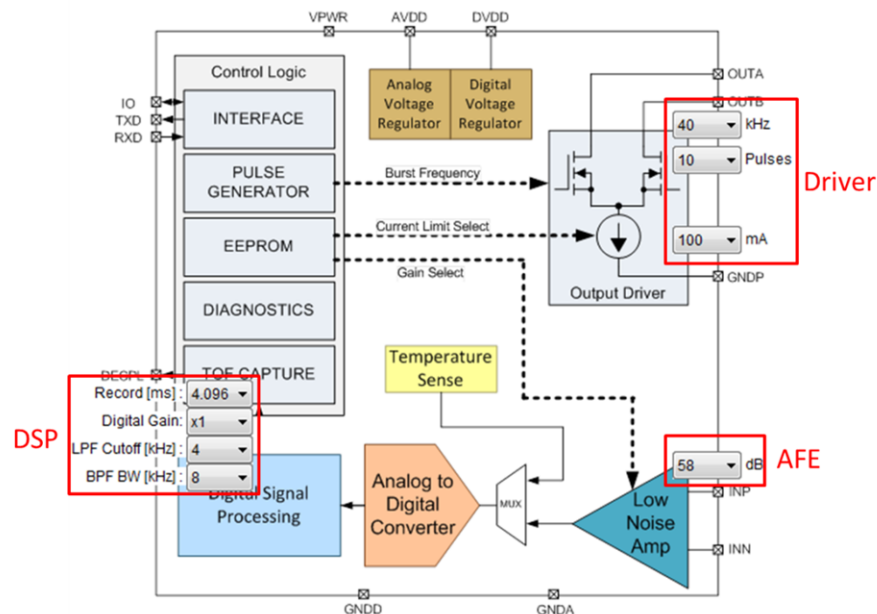 VPWR
AVDD
DVDD
Control Logic
IO
TXD
RXD
INTERFACE
PULSE
GENERATOR
EEPROM
DIAGNOSTICS
TOF CAPTURE
Analog
Voltage
Regulator
Digital
Voltage
Regulator
Burst Frequency
Current Limit Select
Gain Select
OUTA
OUTB
40 kHz
10 Pulses
100 mA
Driver
GNDP
Output Driver
Temperature
Sense
DECPL
Record [ms] : 4.096
Digital Gain: x1
LPF Cutoff [kHz] : 4
BPF BW [kHz] : 8
DSP
Digital Signal
Processing
Analog to
Digital
Converter
MUX
58 dB
AFE
Low
Noise
Amp
INP
INN
GNDD
GNDA